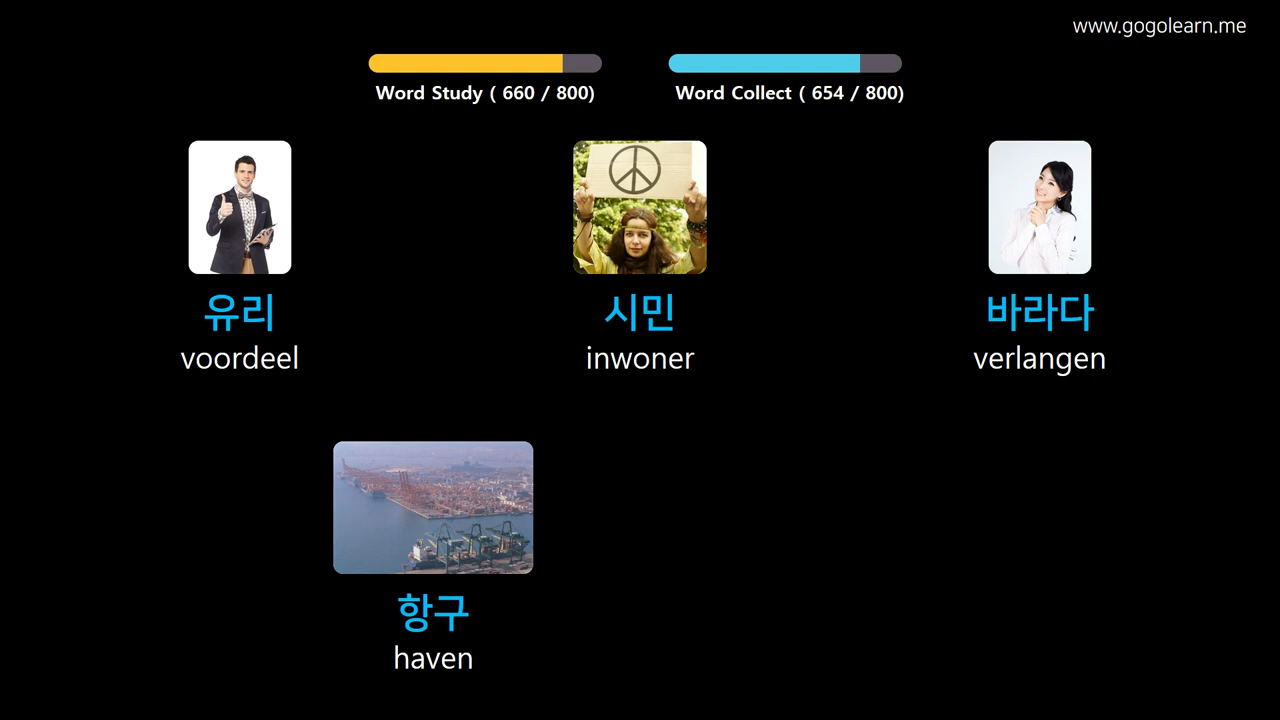 www.gogolearn.me
Word Study ( 660 / 800)
Word Collect ( 654 / 800)
유리
voordeel
시민
inwoner
바라다
verlangen
항구
haven